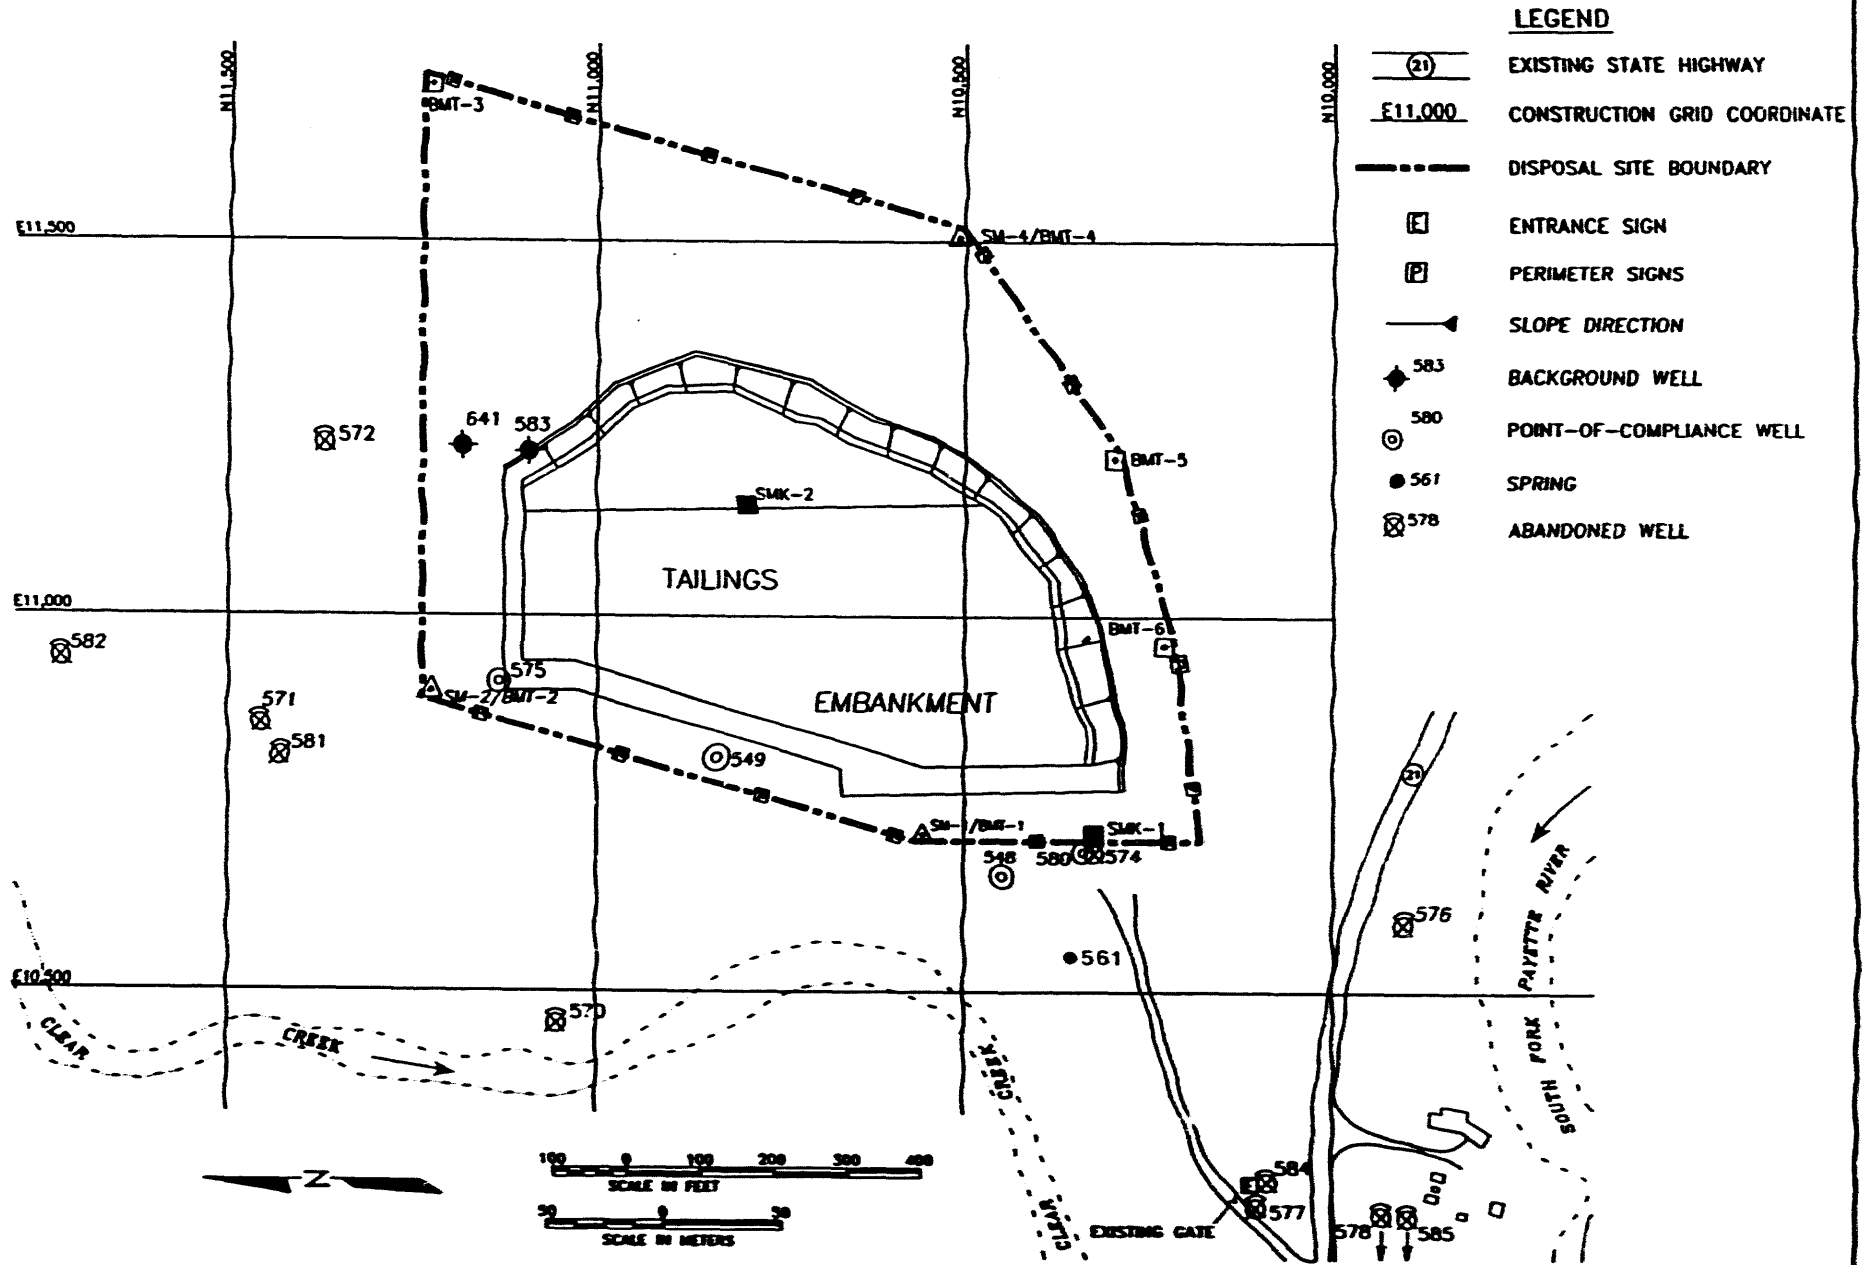 LEGEND
21 EXISTING STATE HIGHWAY
E11,000 CONSTRUCTION GRID COORDINATE
DISPOSAL SITE BOUNDARY
E ENTRANCE SIGN
P PERIMETER SIGNS
SLOPE DIRECTION
583 BACKGROUND WELL
580 POINT-OF-COMPLIANCE WELL
561 SPRING
578 ABANDONED WELL
N11,500
N11,000
N10,500
N10,000
BMT-3
E11,500
SM-4/BMT-4
572
641
583
BMT-5
SMK-2
TAILINGS
E11,000
582
BMT-6
575
SM-2/BMT-2
EMBANKMENT
571
581
549
21
SM-1/BMT-1
SMK-1
548
580
574
576
561
E10,500
570
CLEAR
CREEK
CREEK
CLEAR
SOUTH FORK PAYETTE RIVER
N
100 0 100 200 300 400
SCALE IN FEET
50 0 50
SCALE IN METERS
584
E
577
EXISTING GATE
578
585